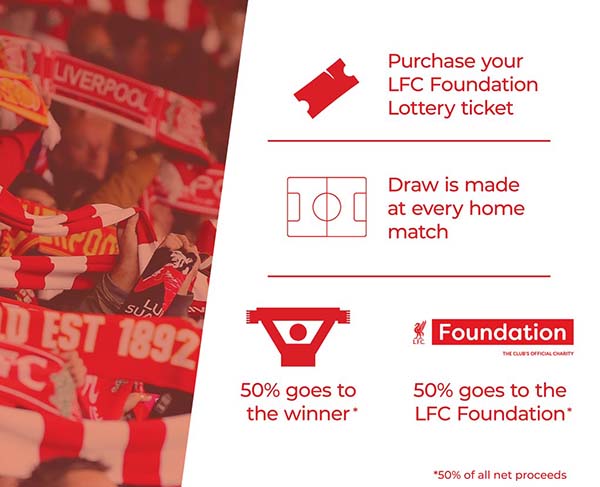 LIVERPOOL
EST 1892
Purchase your
LFC Foundation
Lottery ticket
Draw is made
at every home
match
50% goes to
the winner*
L.F.C.
Foundation
THE CLUB'S OFFICIAL CHARITY
50% goes to the
LFC Foundation*
*50% of all net proceeds